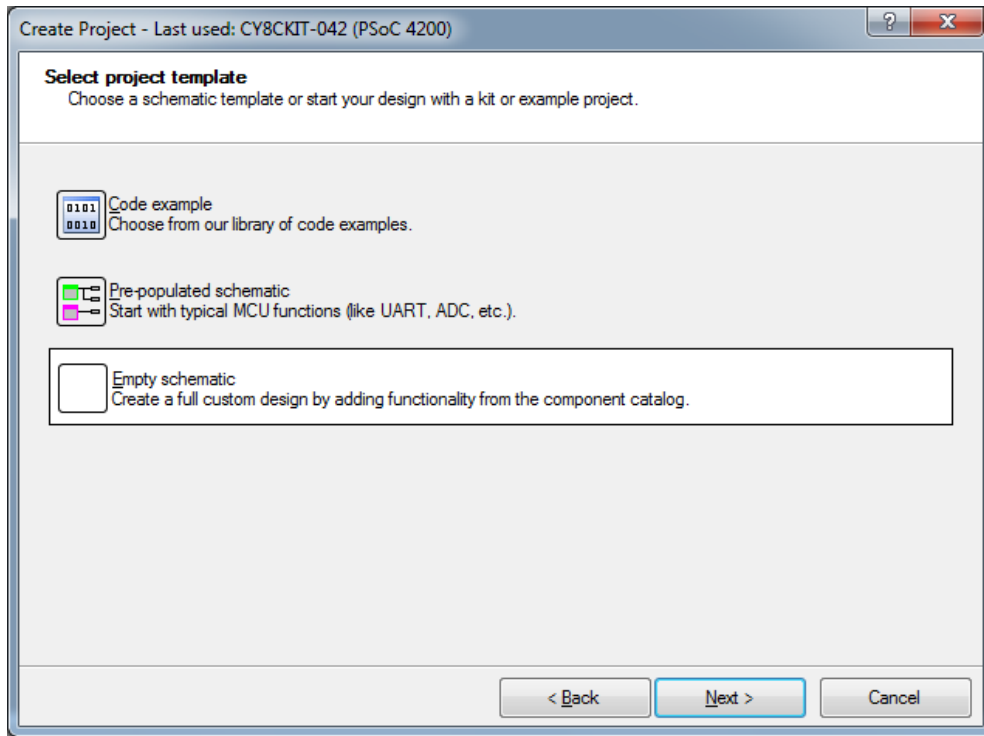 Create Project - Last used: CY8CKIT-042 (PSoC 4200)
?
X
Select project template
Choose a schematic template or start your design with a kit or example project.
0101
0010
Code example
Choose from our library of code examples.
Pre-populated schematic
Start with typical MCU functions (like UART, ADC, etc.).
Empty schematic
Create a full custom design by adding functionality from the component catalog.
< Back
Next >
Cancel